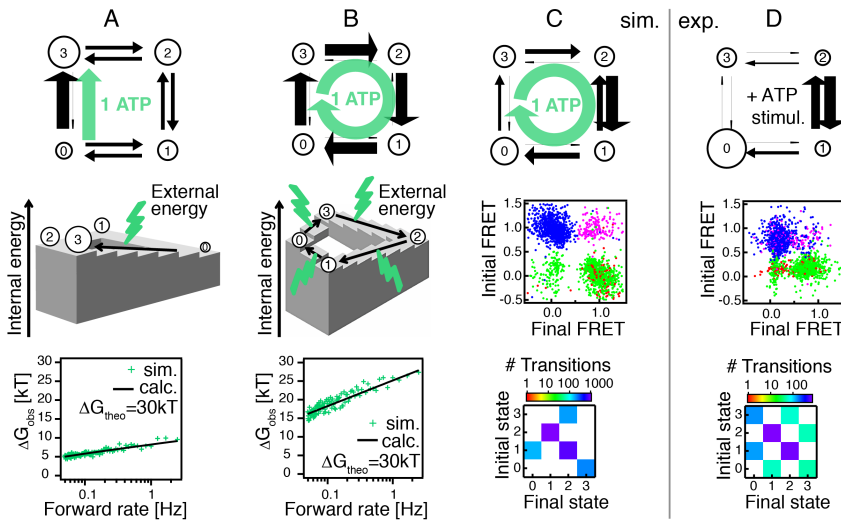 A
B
C
sim.
exp.
D
3
2
0
1
1 ATP
3
2
0
1
1 ATP
3
2
0
1
1 ATP
3
2
0
1
+ ATP
stimul.
Internal energy
External
energy
2
3
1
0
Internal energy
External
energy
0
3
2
1
Initial FRET
1.5
1.0
0.5
0.0
-0.5
0.0
1.0
Final FRET
Initial FRET
1.5
1.0
0.5
0.0
-0.5
0.0
1.0
Final FRET
ΔGobs [kT]
30
25
20
15
10
5
0
sim.
calc.
ΔGtheo=30kT
0.1
1
Forward rate [Hz]
ΔGobs [kT]
30
25
20
15
10
5
0
sim.
calc.
ΔGtheo=30kT
0.1
1
Forward rate [Hz]
# Transitions
1 10 100 1000
Initial state
3
2
1
0
0 1 2 3
Final state
# Transitions
1 10 100
Initial state
3
2
1
0
0 1 2 3
Final state